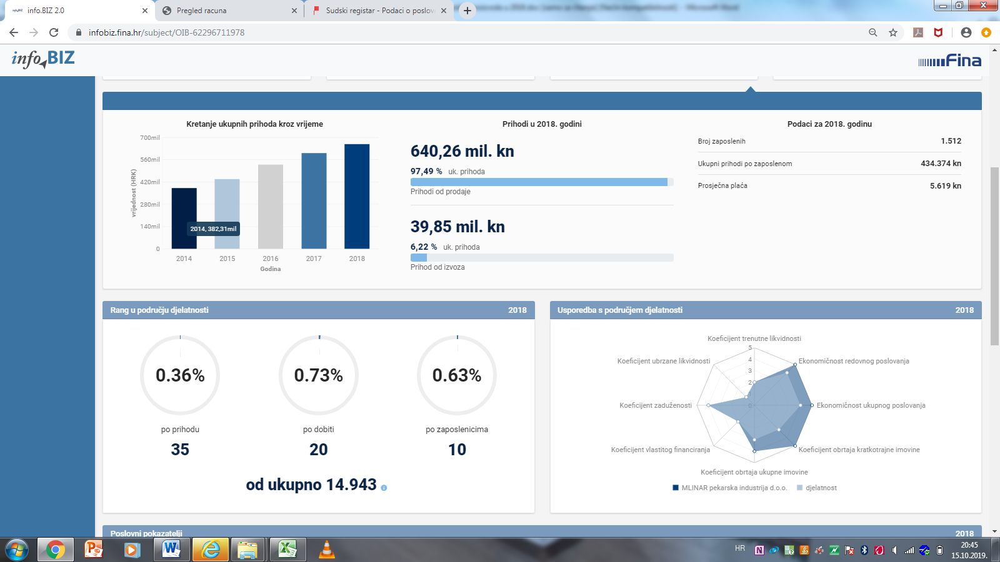 info.BIZ 2.0
Pregled racuna
Sudski registar - Podaci o poslov
infobiz.fina.hr/subject/OIB-62296711978
info.BIZ
Fina
Kretanje ukupnih prihoda kroz vrijeme
700mil
560mil
420mil
280mil
140mil
0
vrijednost (HRK)
2014, 382,31mil
2014
2015
2016
2017
2018
Godina
Prihodi u 2018. godini
640,26 mil. kn
97,49 % uk. prihoda
Prihodi od prodaje
39,85 mil. kn
6,22 % uk. prihoda
Prihod od izvoza
Podaci za 2018. godinu
Broj zaposlenih 1.512
Ukupni prihodi po zaposlenom 434.374 kn
Prosječna plaća 5.619 kn
Rang u području djelatnosti 2018
0.36%
0.73%
0.63%
po prihodu
po dobiti
po zaposlenicima
35
20
10
od ukupno 14.943
Usporedba s područjem djelatnosti 2018
Koeficijent trenutne likvidnosti
5
4
3
2
0
Koeficijent ubrzane likvidnosti
Ekonomičnost redovnog poslovanja
Koeficijent zaduženosti
Ekonomičnost ukupnog poslovanja
Koeficijent vlastitog financiranja
Koeficijent obrtaja kratkotrajne imovine
Koeficijent obrtaja ukupne imovine
MLINAR pekarska industrija d.o.o.
djelatnost
Poslovni pokazatelji 2018
HR
20:45
15.10.2019.